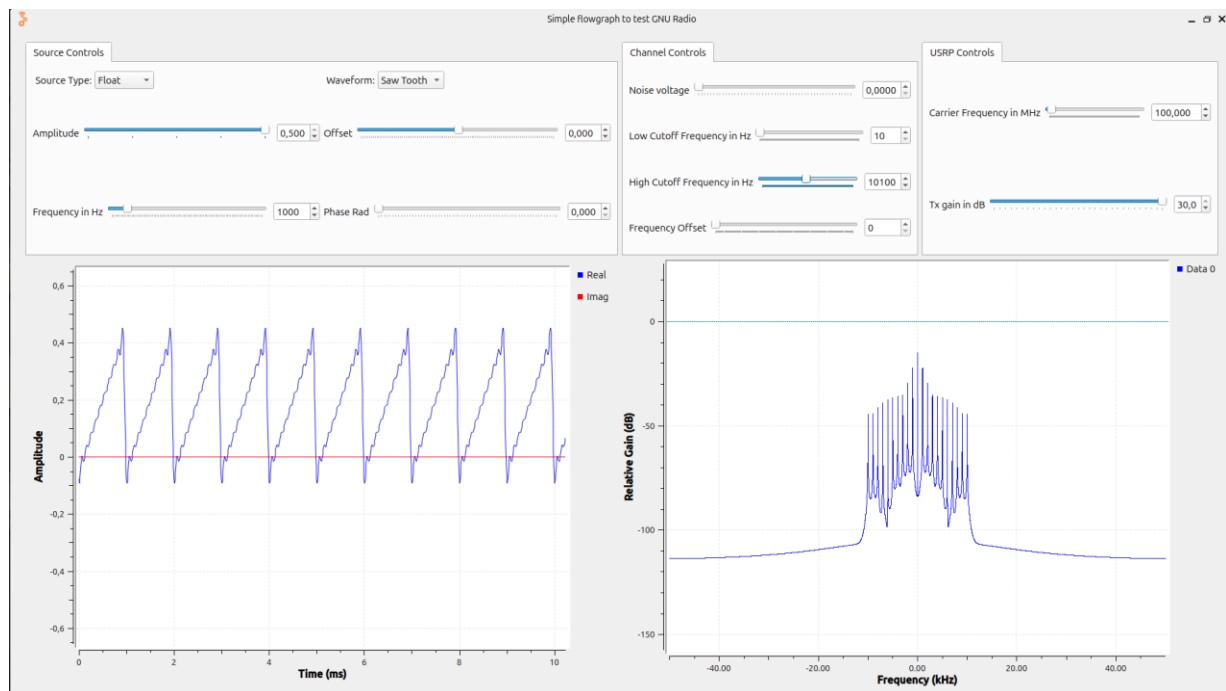 Simple flowgraph to test GNU Radio
Source Controls
Source Type: Float
Waveform: Saw Tooth
Amplitude 0,500 Offset 0,000
Frequency in Hz 1000 Phase Rad 0,000
Channel Controls
Noise voltage 0,0000
Low Cutoff Frequency in Hz 10
High Cutoff Frequency in Hz 10100
Frequency Offset 0
USRP Controls
Carrier Frequency in MHz 100,000
Tx gain in dB 30,0
0,6
0,4
0,2
0
-0,2
-0,4
-0,6
Amplitude
0 2 4 6 8 10
Time (ms)
Real
Imag
0
-50
-100
-150
Relative Gain (dB)
-40.00 -20.00 0.00 20.00 40.00
Frequency (kHz)
Data 0